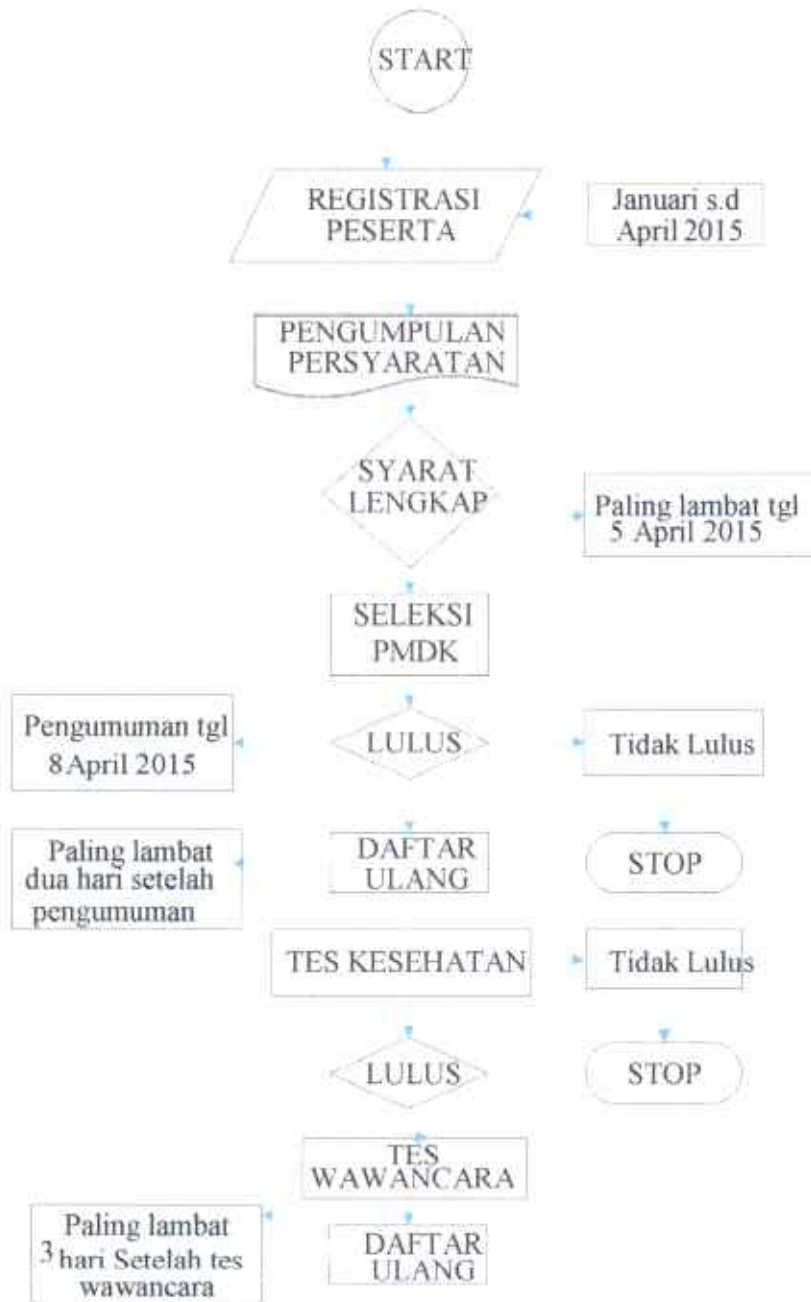 START
REGISTRASI
PESERTA
Januari s.d
April 2015
PENGUMPULAN
PERSYARATAN
SYARAT
LENGKAP
Paling lambat tgl
5 April 2015
SELEKSI
PMDK
Pengumuman tgl
8 April 2015
LULUS
Tidak Lulus
Paling lambat
dua hari setelah
pengumuman
DAFTAR
ULANG
STOP
TES KESEHATAN
Tidak Lulus
LULUS
STOP
TES
WAWANCARA
Paling lambat
3 hari Setelah tes
wawancara
DAFTAR
ULANG